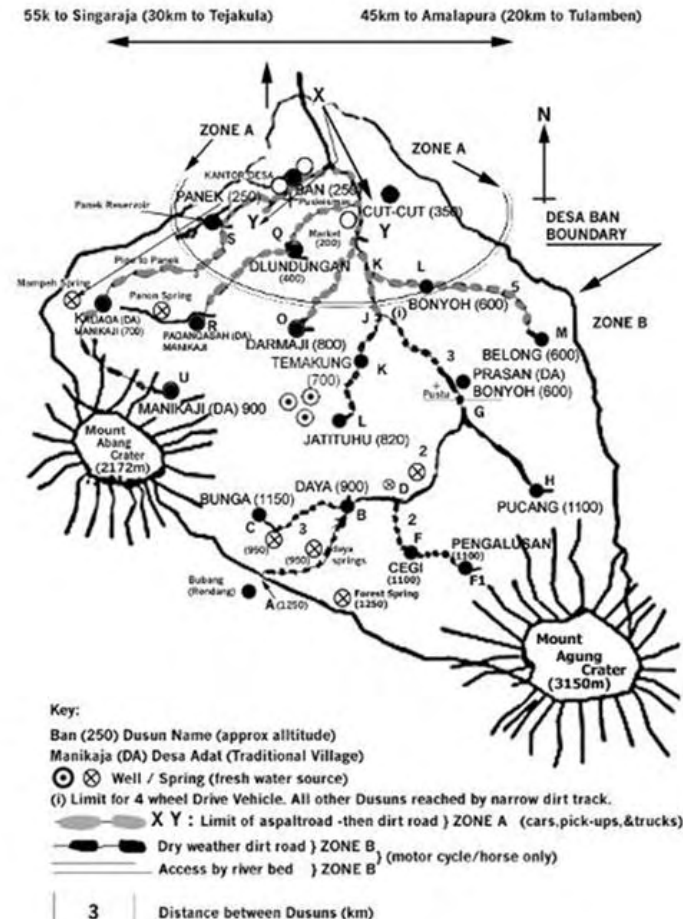 55k to Singaraja (30km to Tejakula)
45km to Amalapura (20km to Tulamben)
X
N
ZONE A
ZONE A
KANTOR DESA
BAN (250)
PANEK (250)
Puskesmas
CUT-CUT (350)
DESA BAN
BOUNDARY
Panek Reservoir
Y
Y
S
Q
Market
(200)
Pipe to Panek
DLUNDUNGAN
(400)
K
L
Mampeh Spring
5
BONYOH (600)
Panon Spring
(DA)
MANIKAJI (700)
R
PADANGASAH (DA)
MANIKAJI
O
DARMAJI (800)
J
(i)
M
ZONE B
BELONG (600)
TEMAKUNG
(700)
K
3
PRASAN (DA)
BONYOH (600)
U
MANIKAJI (DA) 900
G
L
JATITUHU (820)
Mount
Abang
Crater
(2172m)
2
H
PUCANG (1100)
DAYA (900)
D
BUNGA (1150)
B
C
3
2
F
PENGALUSAN
(1100)
(950)
(950)
springs
CEGI
(1100)
F1
Bubang
(Rendang)
A (1250)
Forest Spring
(1250)
Mount
Agung
Crater
(3150m)
Key:
Ban (250) Dusun Name (approx alltitude)
Manikaja (DA) Desa Adat (Traditional Village)
Well / Spring (fresh water source)
(i) Limit for 4 wheel Drive Vehicle. All other Dusuns reached by narrow dirt track.
X Y : Limit of aspaltroad -then dirt road } ZONE A (cars,pick-ups,&trucks)
Dry weather dirt road } ZONE B
} (motor cycle/horse only)
Access by river bed } ZONE B
3 Distance between Dusuns (km)